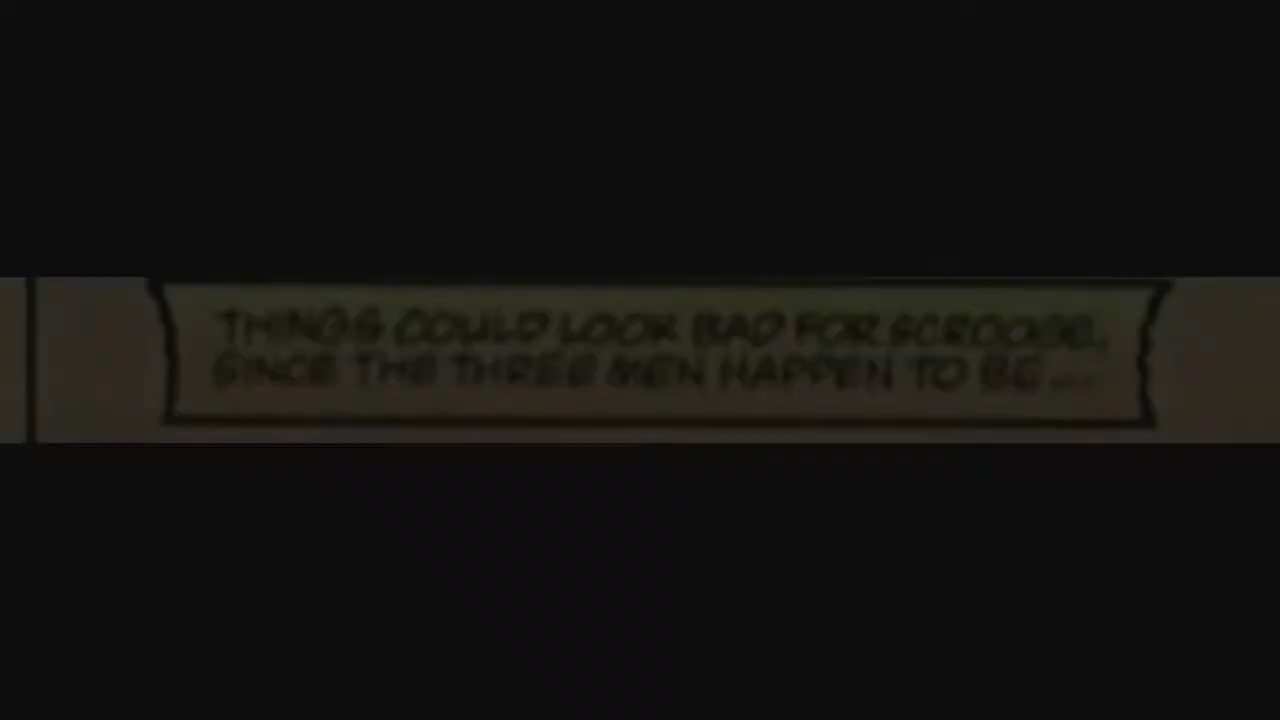 THINGS COULD LOOK BAD FOR SCROOGE,
SINCE THE THREE MEN HAPPEN TO BE ...